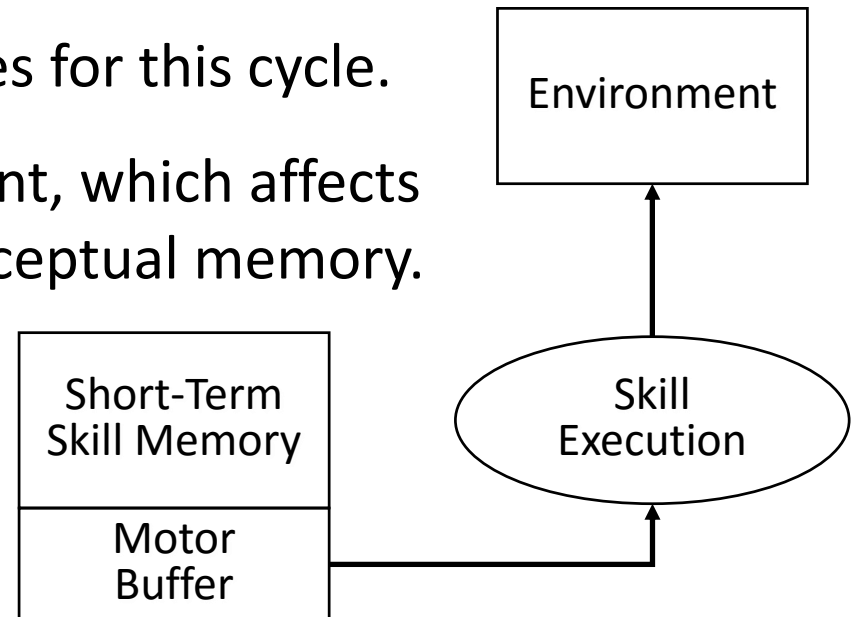 es for this cycle.
nt, which affects
ceptual memory.
Environment
Short-Term
Skill Memory
Skill
Execution
Motor
Buffer